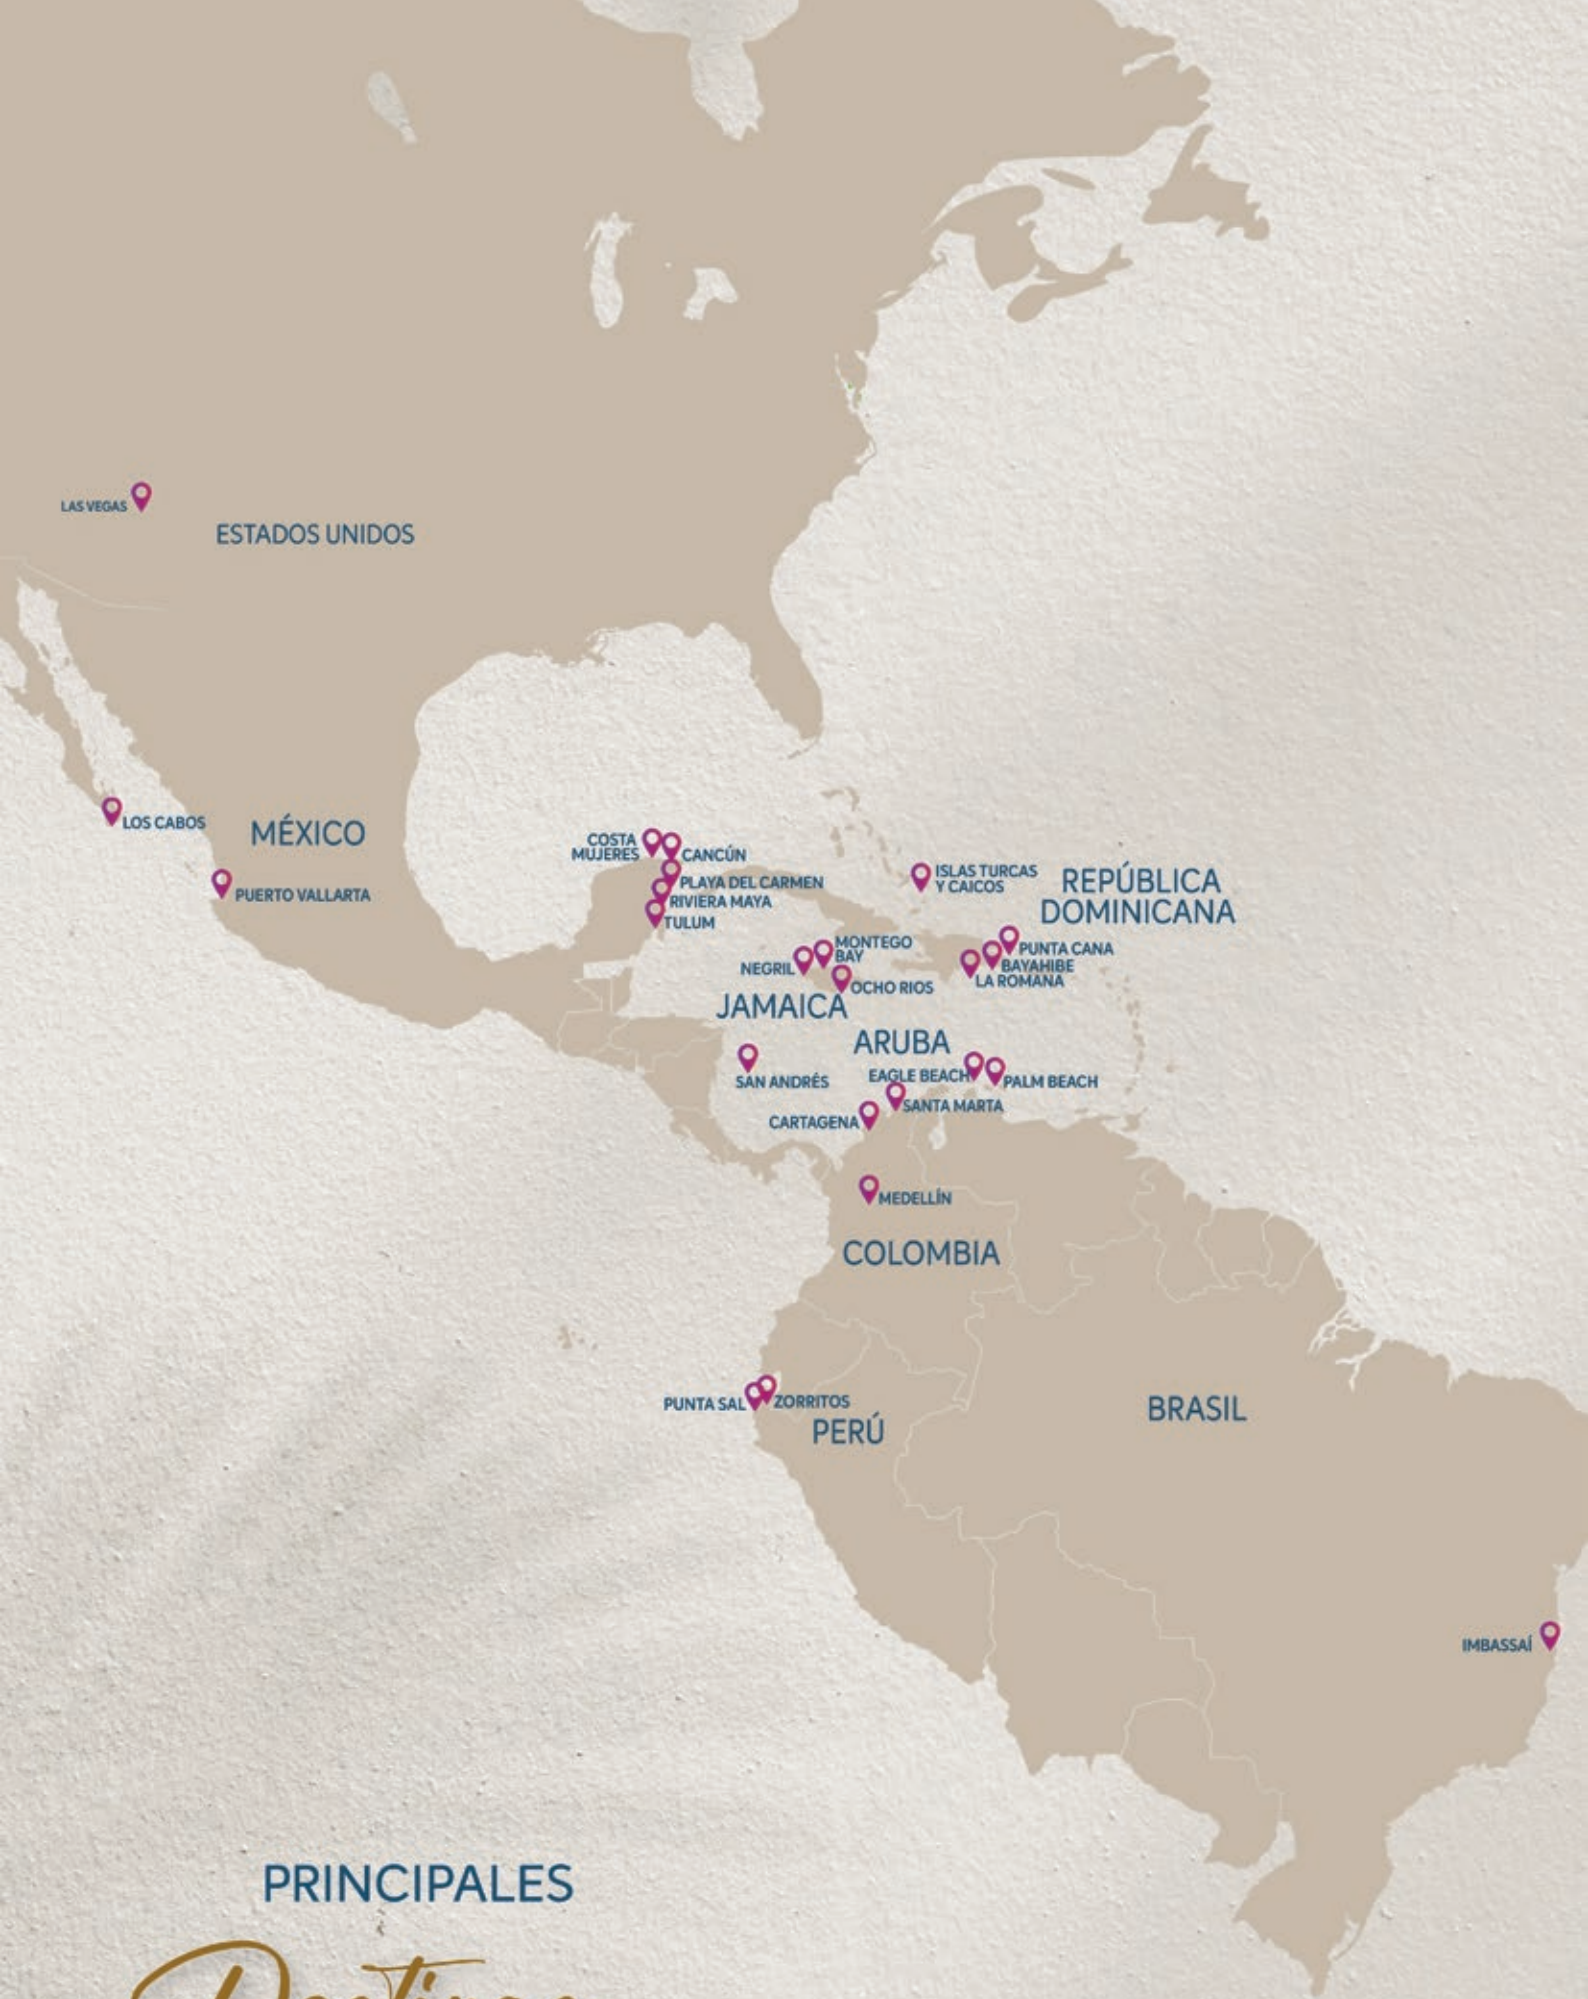 LAS VEGAS
ESTADOS UNIDOS
LOS CABOS
MÉXICO
PUERTO VALLARTA
COSTA
MUJERES
CANCÚN
PLAYA DEL CARMEN
RIVIERA MAYA
TULUM
ISLAS TURCAS
Y CAICOS
REPÚBLICA
DOMINICANA
PUNTA CANA
BAYAHIBE
LA ROMANA
MONTEGO
BAY
NEGRIL
OCHO RIOS
JAMAICA
ARUBA
EAGLE BEACH
PALM BEACH
SAN ANDRÉS
SANTA MARTA
CARTAGENA
MEDELLÍN
COLOMBIA
PUNTA SAL
ZORRITOS
PERÚ
BRASIL
IMBASSAÍ
PRINCIPALES